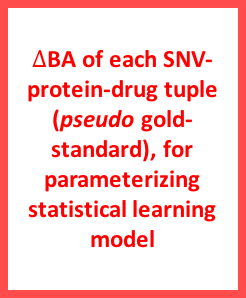 ΔBA of each SNV-
protein-drug tuple
(pseudo gold-
standard), for
parameterizing
statistical learning
model